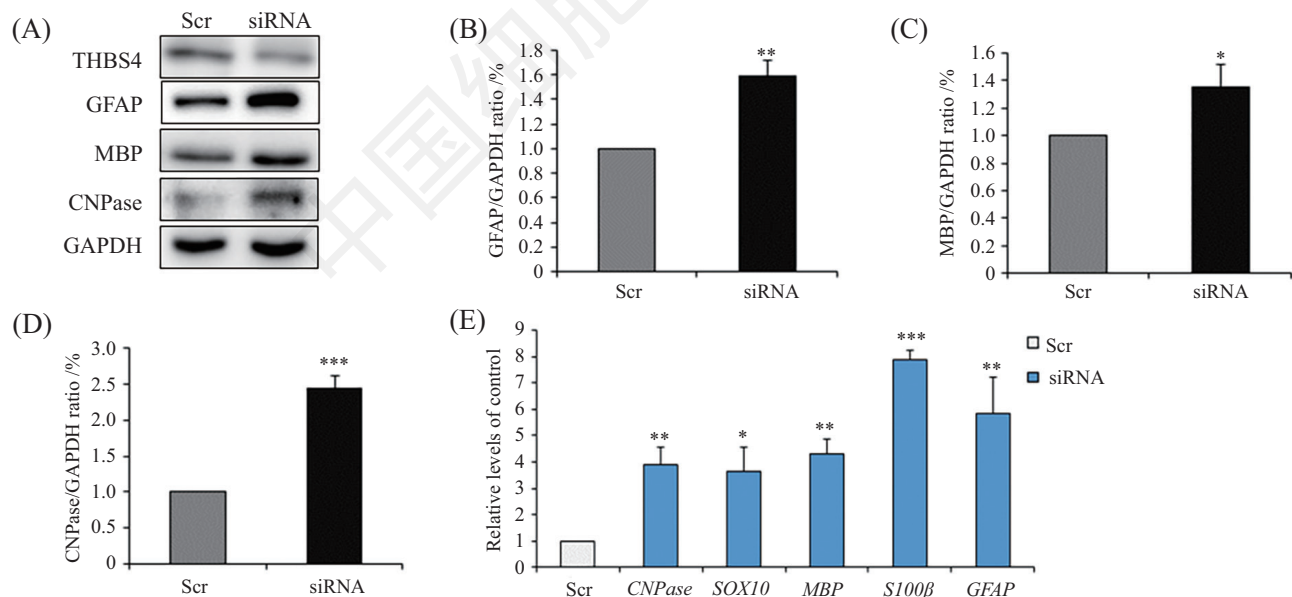 (A)
Scr siRNA
THBS4
GFAP
MBP
CNPase
GAPDH
(B)
GFAP/GAPDH ratio /%
1.8
1.6
1.4
1.2
1.0
0.8
0.6
0.4
0.2
0
**
Scr siRNA
(C)
MBP/GAPDH ratio /%
1.6
1.4
1.2
1.0
0.8
0.6
0.4
0.2
0
*
Scr siRNA
(D)
CNPase/GAPDH ratio /%
3.0
2.5
2.0
1.5
1.0
0.5
0
***
Scr siRNA
(E)
Relative levels of control
9
8
7
6
5
4
3
2
1
0
** * ** *** **
Scr
siRNA
Scr CNPase SOX10 MBP S100β GFAP
中国细胞